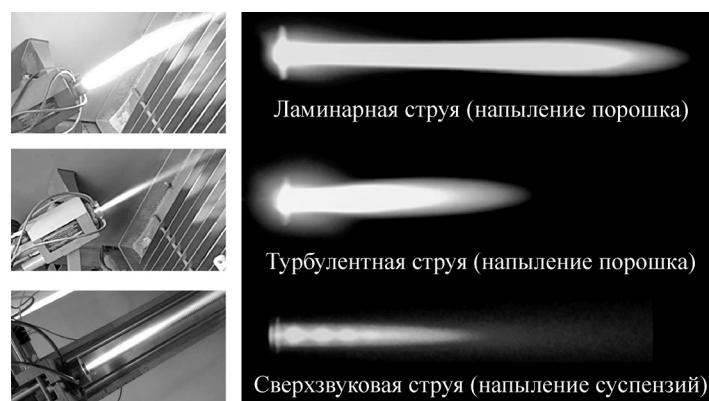 Ламинарная струя (напыление порошка)
Турбулентная струя (напыление порошка)
Сверхзвуковая струя (напыление суспензий)